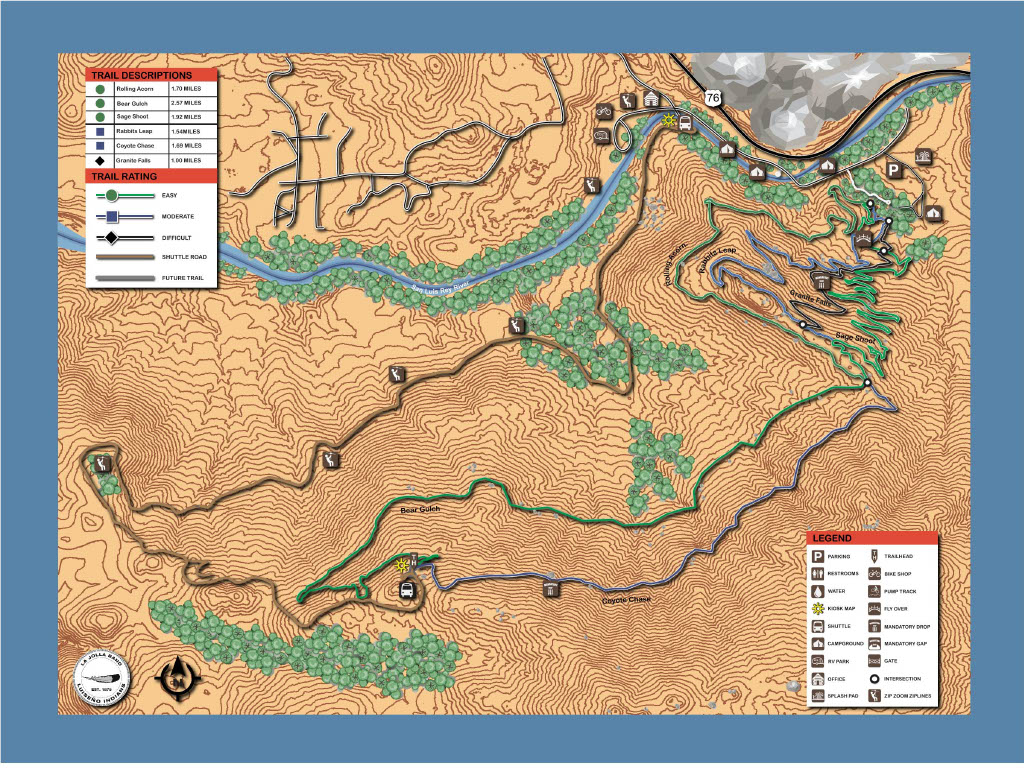 TRAIL DESCRIPTIONS
Rolling Acorn 1.70 MILES
Bear Gulch 2.57 MILES
Sage Shoot 1.92 MILES
Rabbits Leap 1.54MILES
Coyote Chase 1.69 MILES
Granite Falls 1.00 MILES
TRAIL RATING
EASY
MODERATE
DIFFICULT
SHUTTLE ROAD
FUTURE TRAIL
76
P
San Luis Rey River
Rolling Acorn
Rabbits Leap
Granite Falls
Sage Shoot
Bear Gulch
T
H
Coyote Chase
LEGEND
P PARKING
RESTROOMS
WATER
KIOSK MAP
SHUTTLE
CAMPGROUND
RV PARK
OFFICE
SPLASH PAD
T
H
TRAILHEAD
BIKE SHOP
PUMP TRACK
FLY OVER
MANDATORY DROP
MANDATORY GAP
GATE
INTERSECTION
ZIP ZOOM ZIPLINES
LA JOLLA BAND
EST. 1875
LUISEÑO INDIANS
N